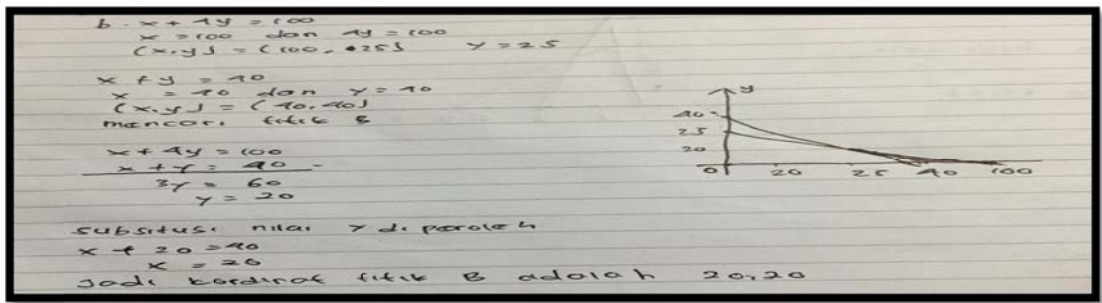 b. x + 4y = 100
x = 100 dan 4y = 100
(x,y) = (100, 25) y = 25
x + y = 40
x = 40 dan y = 40
(x,y) = (40,40)
mencari titik B
x + 4y = 100
x + y = 40 -
3y = 60
y = 20
subsitusi nilai y di peroleh
x + 20 = 40
x = 20
Jadi kordinat titik B adalah 20,20
y
40
25
20
0 20 25 40 100